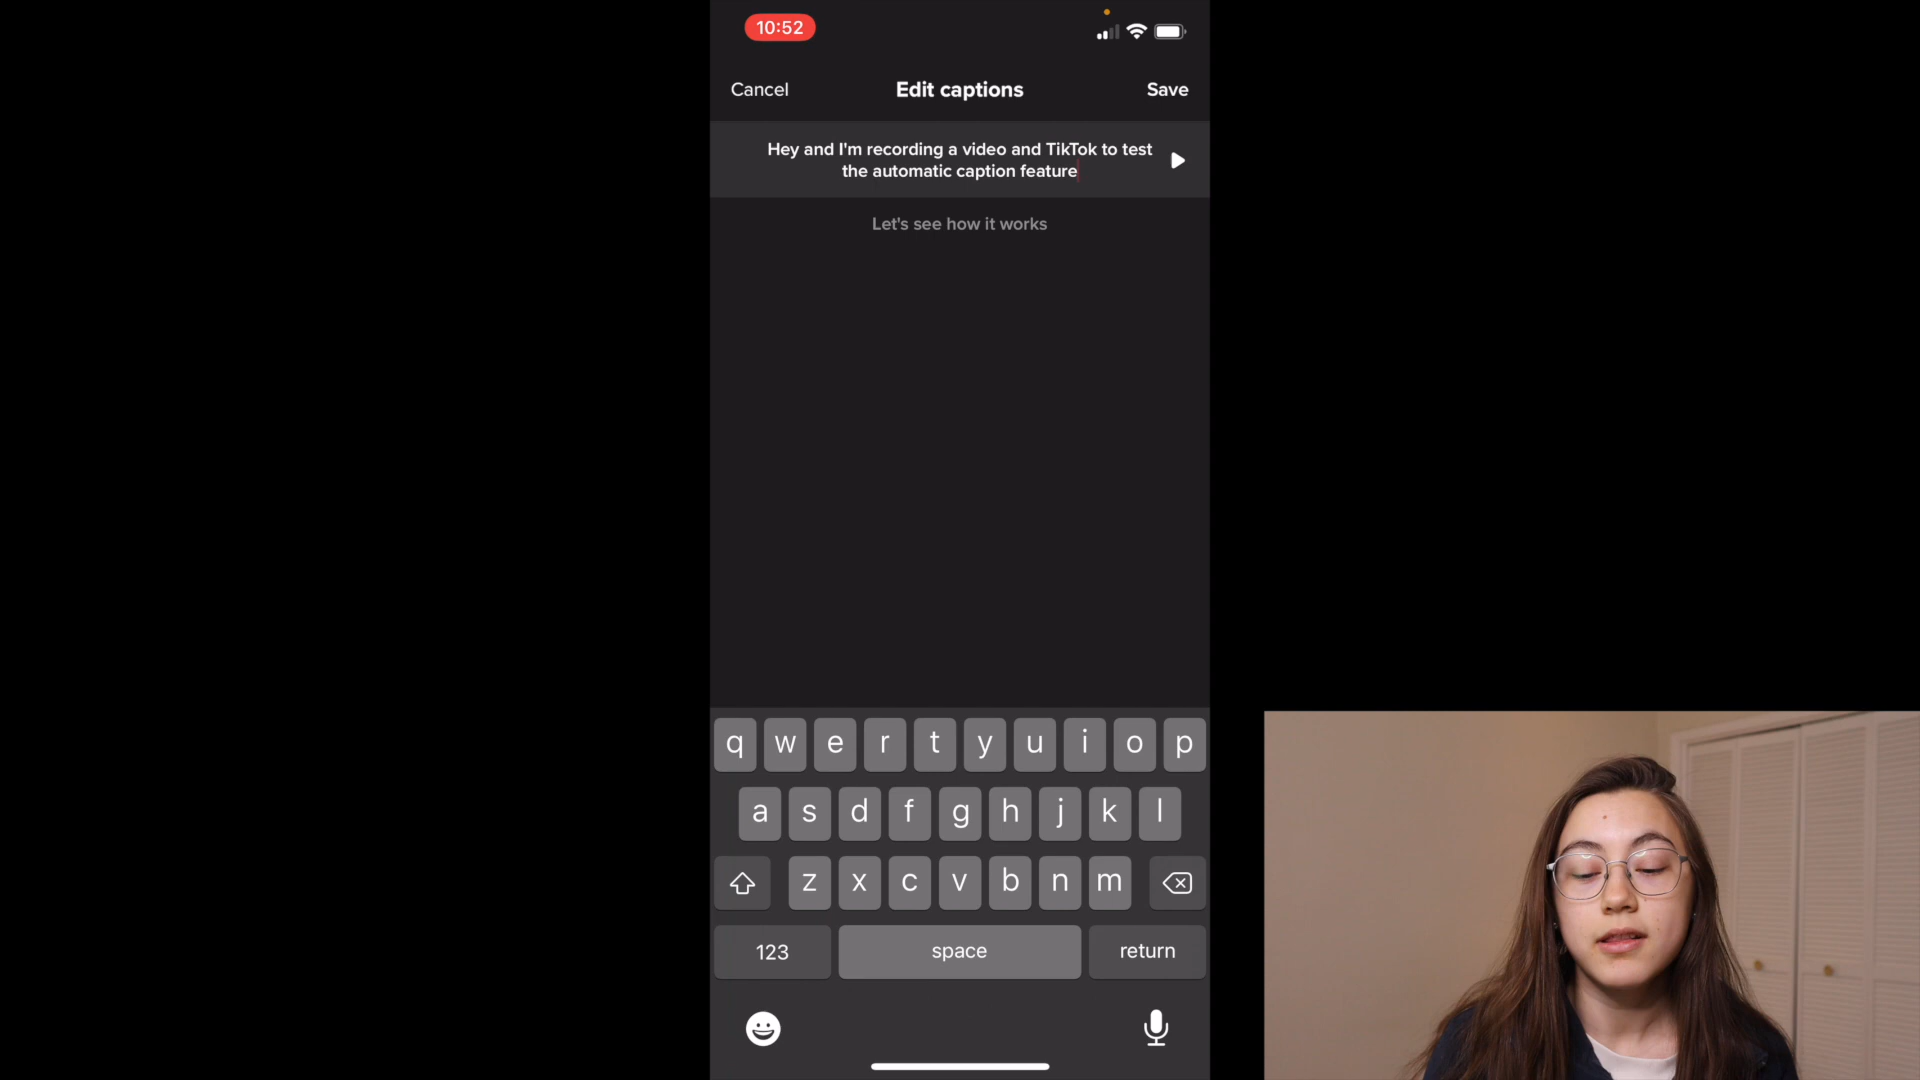 10:52
Cancel
Edit captions
Save
Hey and I'm recording a video and TikTok to test
the automatic caption feature
Let's see how it works
q w e r t y u i o p
a s d f g h j k l
z x c v b n m
123
space
return